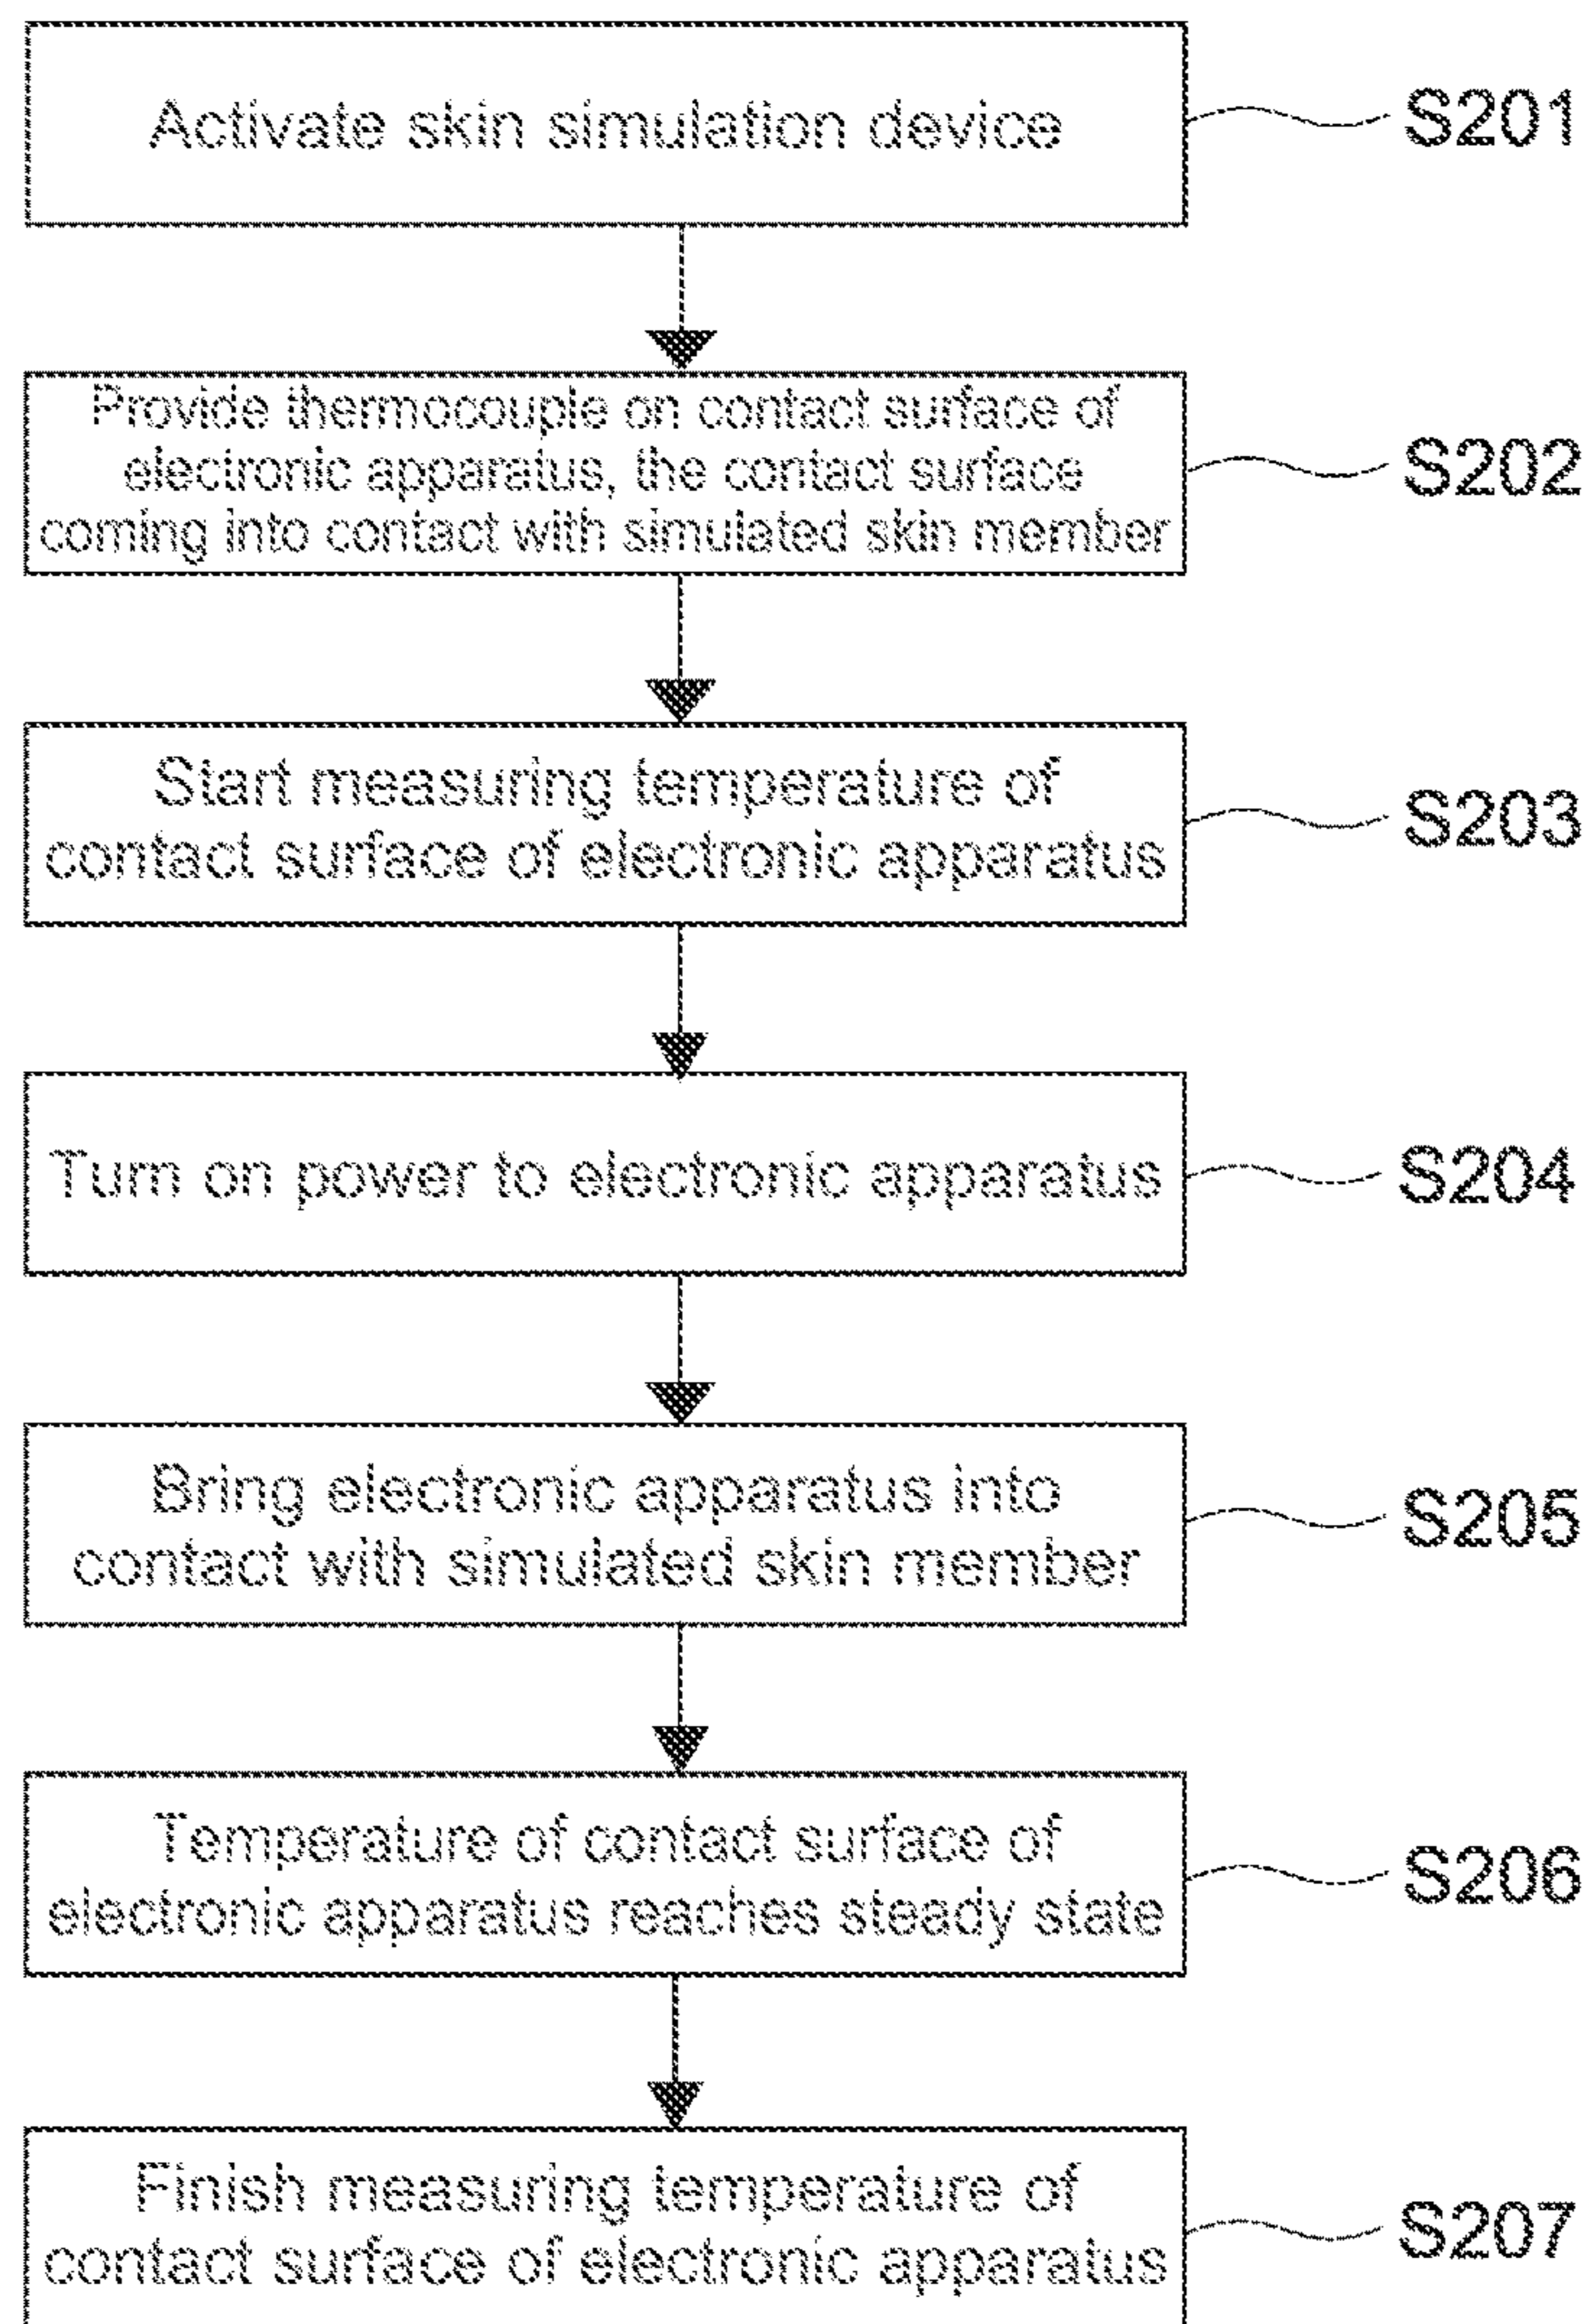 Activate skin simulation device
S201
Provide thermocouple on contact surface of
electronic apparatus, the contact surface
coming into contact with simulated skin member
S202
Start measuring temperature of
contact surface of electronic apparatus
S203
Turn on power to electronic apparatus
S204
Bring electronic apparatus into
contact with simulated skin member
S205
Temperature of contact surface of
electronic apparatus reaches steady state
S206
Finish measuring temperature of
contact surface of electronic apparatus
S207